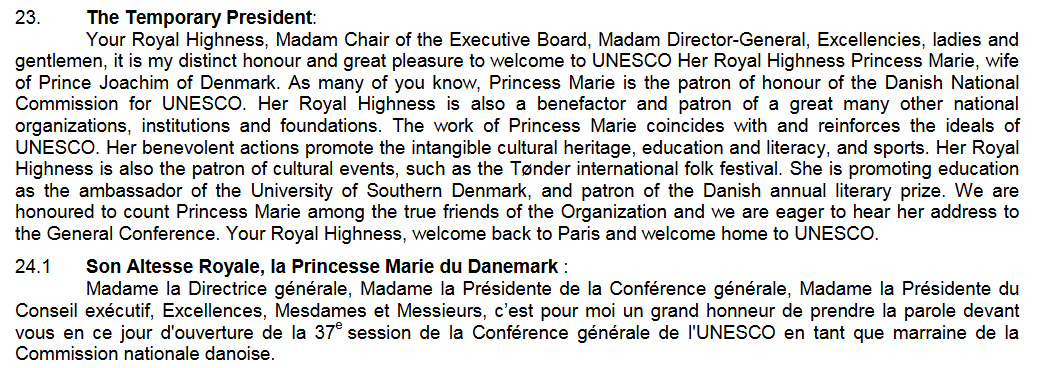 23. The Temporary President:
Your Royal Highness, Madam Chair of the Executive Board, Madam Director-General, Excellencies, ladies and
gentlemen, it is my distinct honour and great pleasure to welcome to UNESCO Her Royal Highness Princess Marie, wife
of Prince Joachim of Denmark. As many of you know, Princess Marie is the patron of honour of the Danish National
Commission for UNESCO. Her Royal Highness is also a benefactor and patron of a great many other national
organizations, institutions and foundations. The work of Princess Marie coincides with and reinforces the ideals of
UNESCO. Her benevolent actions promote the intangible cultural heritage, education and literacy, and sports. Her Royal
Highness is also the patron of cultural events, such as the Tønder international folk festival. She is promoting education
as the ambassador of the University of Southern Denmark, and patron of the Danish annual literary prize. We are
honoured to count Princess Marie among the true friends of the Organization and we are eager to hear her address to
the General Conference. Your Royal Highness, welcome back to Paris and welcome home to UNESCO.
24.1 Son Altesse Royale, la Princesse Marie du Danemark :
Madame la Directrice générale, Madame la Présidente de la Conférence générale, Madame la Présidente du
Conseil exécutif, Excellences, Mesdames et Messieurs, c’est pour moi un grand honneur de prendre la parole devant
vous en ce jour d'ouverture de la 37e session de la Conférence générale de l'UNESCO en tant que marraine de la
Commission nationale danoise.